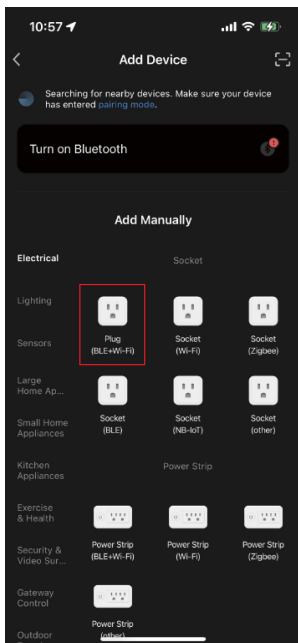 10:57
Add Device
Searching for nearby devices. Make sure your device
has entered pairing mode.
Turn on Bluetooth
Add Manually
Electrical
Lighting
Sensors
Large
Home Ap...
Small Home
Appliances
Kitchen
Appliances
Exercise
& Health
Security &
Video Sur...
Gateway
Control
Outdoor
Socket
Plug
(BLE+Wi-Fi)
Socket
(Wi-Fi)
Socket
(Zigbee)
Socket
(BLE)
Socket
(NB-IoT)
Socket
(other)
Power Strip
Power Strip
(BLE+Wi-Fi)
Power Strip
(Wi-Fi)
Power Strip
(Zigbee)
Power Strip
(other)